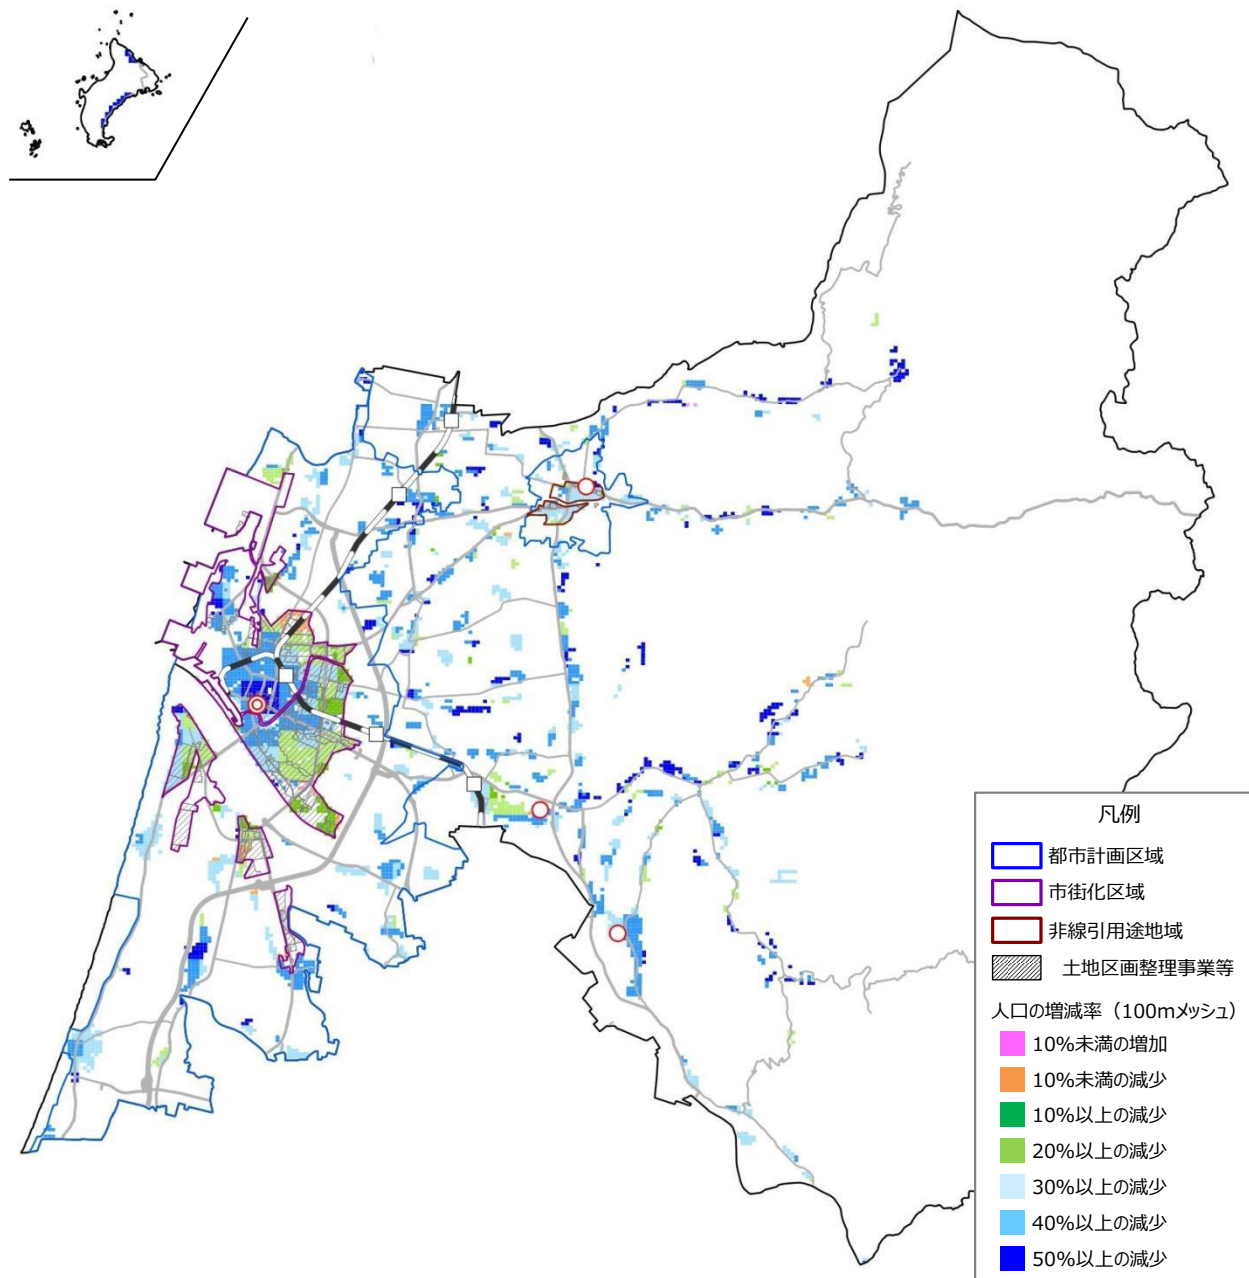 凡例
都市計画区域
市街化区域
非線引用途地域
土地区画整理事業等
人口の増減率（100mメッシュ）
10%未満の増加
10%未満の減少
10%以上の減少
20%以上の減少
30%以上の減少
40%以上の減少
50%以上の減少